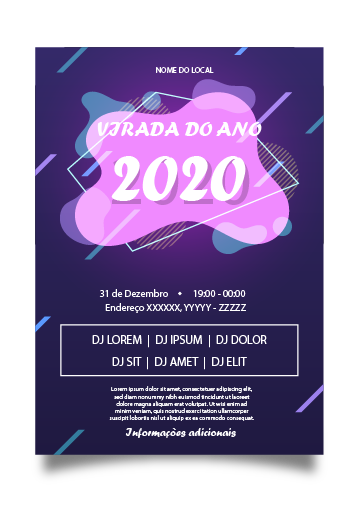 NOME DO LOCAL
VIRADA DO ANO
2020
31 de Dezembro • 19:00 - 00:00
Endereço XXXXXX, YYYYY - ZZZZZ
DJ LOREM | DJ IPSUM | DJ DOLOR
DJ SIT | DJ AMET | DJ ELIT
Lorem ipsum dolor sit amet, consectetuer adipiscing elit,
sed diam nonummy nibh euismod tincidunt ut laoreet
dolore magna aliquam erat volutpat. Ut wisi enim ad
minim veniam, quis nostrud exerci tation ullamcorper
suscipit lobortis nisl ut aliquip ex ea commodo consequat.
Informações adicionais